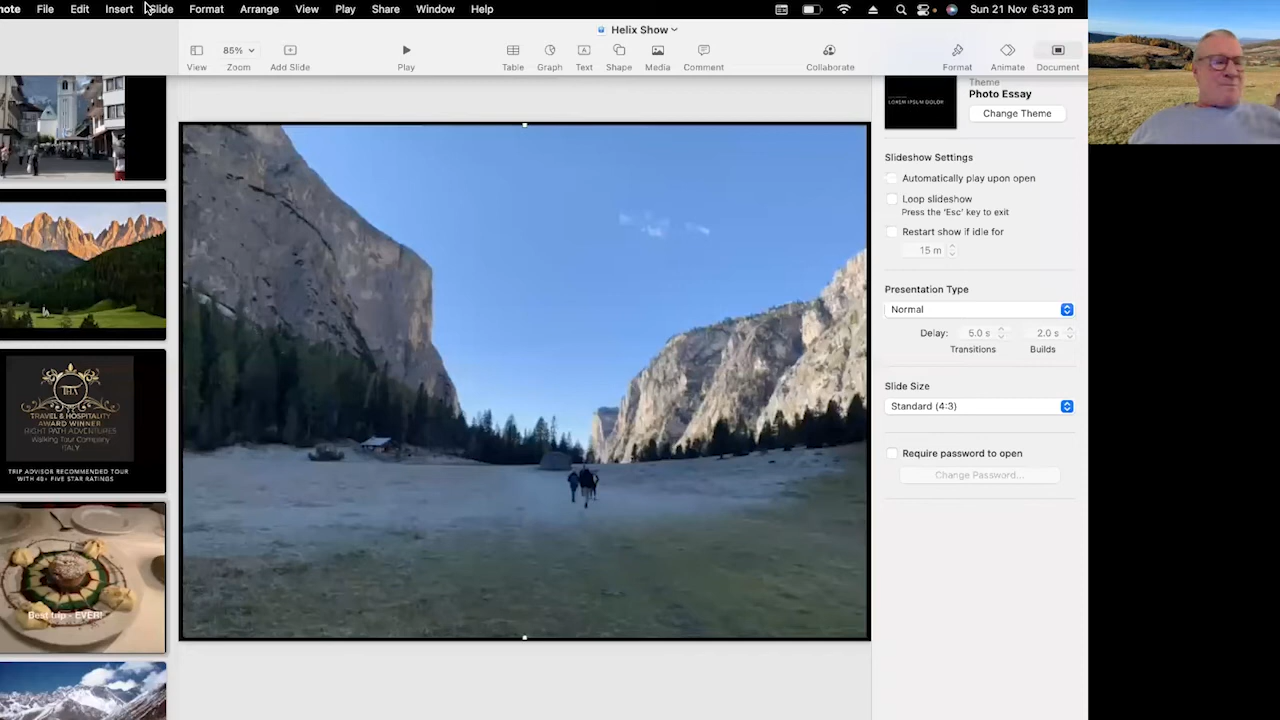 note File Edit Insert Slide Format Arrange View Play Share Window Help Sun 21 Nov 6:33 pm
Helix Show
85%
View Zoom Add Slide Play Table Graph Text Shape Media Comment Collaborate Format Animate Document
LOREM IPSUM DOLOR
Theme
Photo Essay
Change Theme
Slideshow Settings
Automatically play upon open
Loop slideshow
Press the 'Esc' key to exit
Restart show if idle for
15 m
Presentation Type
Normal
Delay: 5.0 s 2.0 s
Transitions Builds
Slide Size
Standard (4:3)
Require password to open
Change Password...
TRAVEL & HOSPITALITY
AWARD WINNER
RIGHT PATH ADVENTURES
Walking Tour Company
ITALY
TRIP ADVISOR RECOMMENDED TOUR
WITH 48+ FIVE STAR RATINGS
Best trip - EVER!